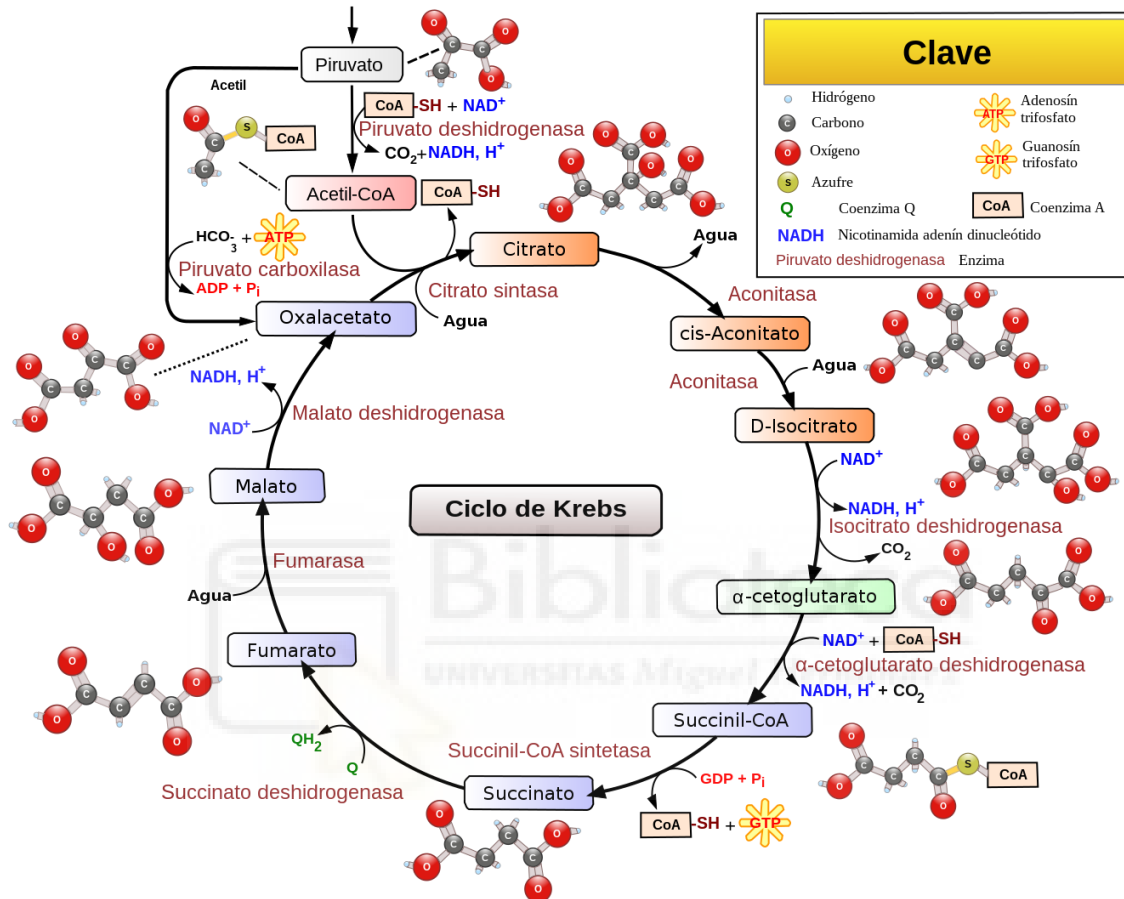 Piruvato
Acetil
CoA-SH + NAD+
Piruvato deshidrogenasa
CO2+NADH, H+
S
CoA
Acetil-CoA
CoA-SH
HCO-3 + ATP
Piruvato carboxilasa
ADP + Pi
Citrato
Agua
Citrato sintasa
Agua
Oxalacetato
Aconitasa
cis-Aconitato
Aconitasa
Agua
D-Isocitrato
NAD+
NADH, H+
Isocitrato deshidrogenasa
CO2
α-cetoglutarato
NAD+ + CoA-SH
α-cetoglutarato deshidrogenasa
NADH, H+ + CO2
Succinil-CoA
S
CoA
Succinil-CoA sintetasa
GDP + Pi
CoA-SH + GTP
Succinato
Q
QH2
Succinato deshidrogenasa
Fumarato
Agua
Fumarasa
Malato
NAD+
NADH, H+
Malato deshidrogenasa
Ciclo de Krebs
Biblioteca
UNIVERSITAS Miguel Hernández
Clave
Hidrógeno
C Carbono
O Oxígeno
S Azufre
Q Coenzima Q
NADH Nicotinamida adenín dinucleótido
Piruvato deshidrogenasa Enzima
ATP Adenosín
trifosfato
GTP Guanosín
trifosfato
CoA Coenzima A